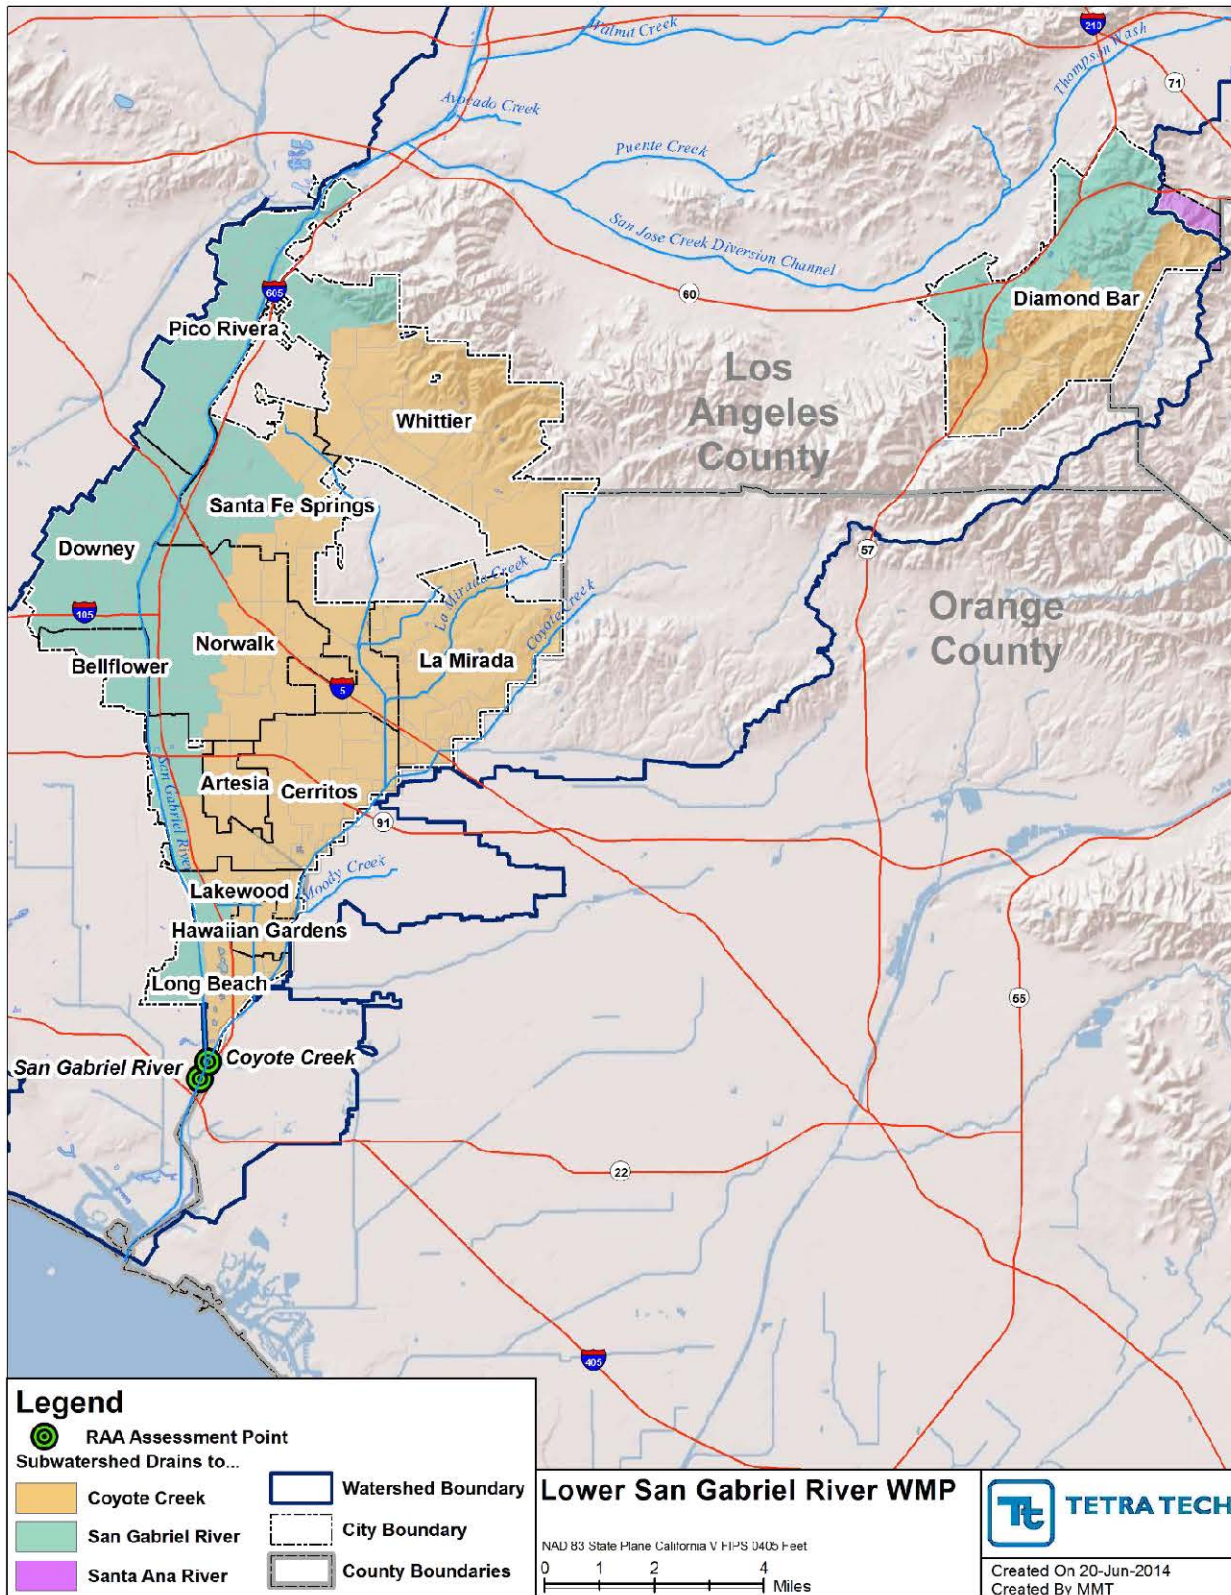 Walnut Creek
210
Thompson Wash
71
Avocado Creek
Puente Creek
San Jose Creek Diversion Channel
605
60
Diamond Bar
Pico Rivera
Los
Angeles
County
Whittier
Santa Fe Springs
Downey
57
La Mirada Creek
Coyote Creek
105
Orange
County
Norwalk
Bellflower
La Mirada
5
San Gabriel River
Artesia
Cerritos
91
Moody Creek
Lakewood
Hawaiian Gardens
Long Beach
55
Coyote Creek
San Gabriel River
22
405
Legend
RAA Assessment Point
Subwatershed Drains to...
Coyote Creek
San Gabriel River
Santa Ana River
Watershed Boundary
City Boundary
County Boundaries
Lower San Gabriel River WMP
NAD 83 State Plane California V FIPS 0405 Feet
0 1 2 4
Miles
Tt
TETRA TECH
Created On 20-Jun-2014
Created By MMT